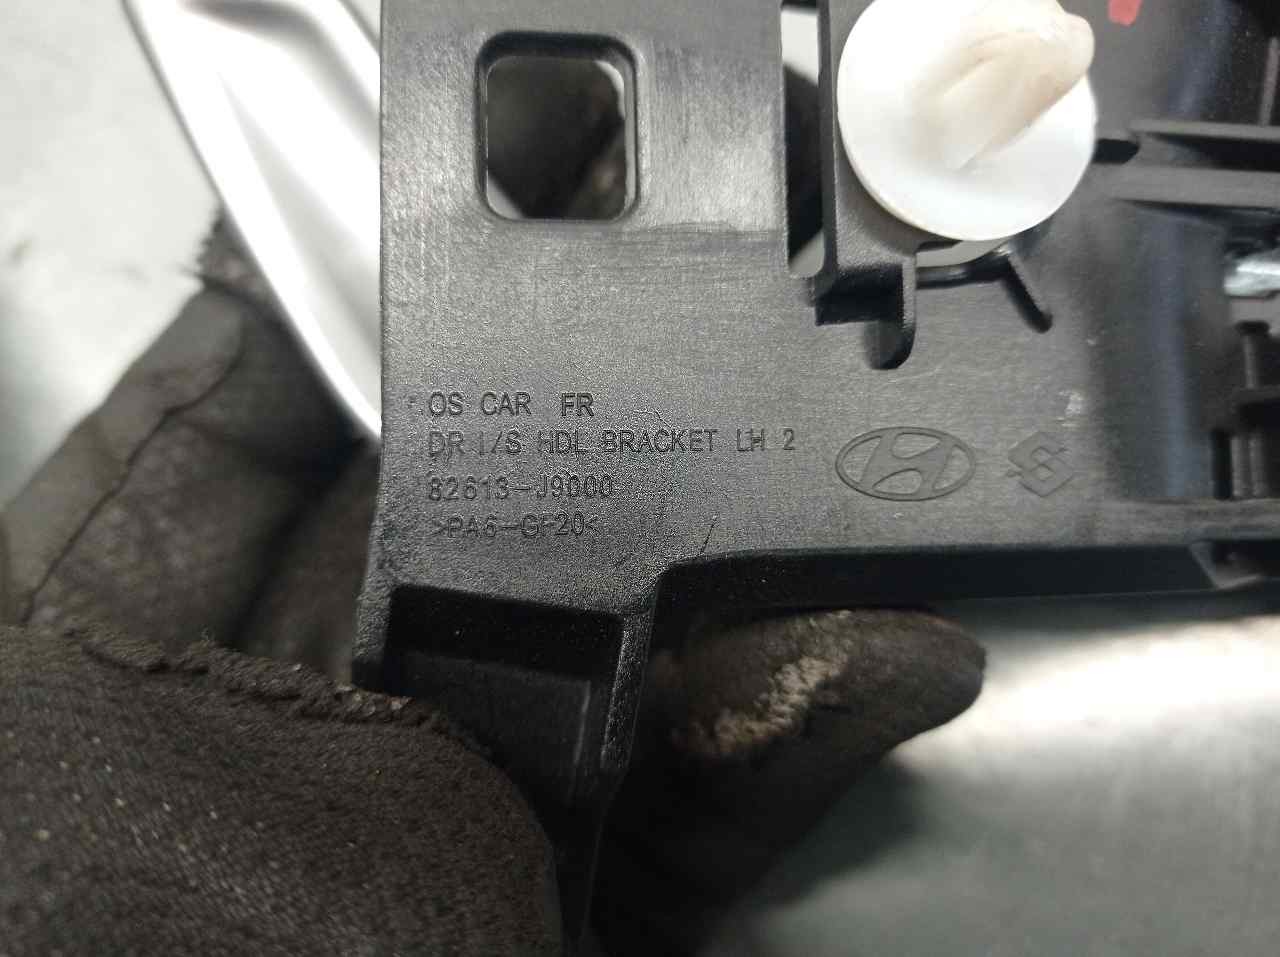 OS CAR FR
DR I/S HDL BRACKET LH 2
82613-J9000
>PA6-GF20<